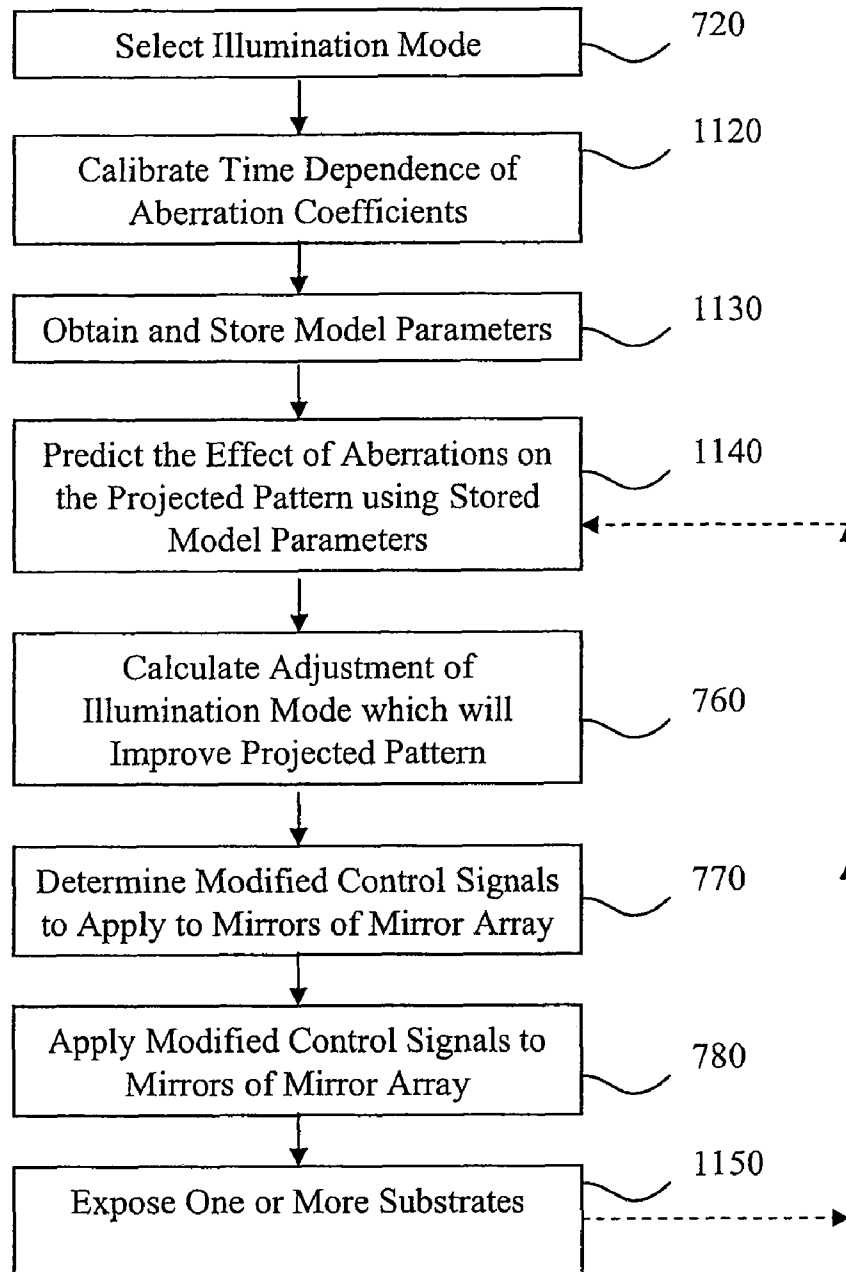 Select Illumination Mode
720
Calibrate Time Dependence of
Aberration Coefficients
1120
Obtain and Store Model Parameters
1130
Predict the Effect of Aberrations on
the Projected Pattern using Stored
Model Parameters
1140
Calculate Adjustment of
Illumination Mode which will
Improve Projected Pattern
760
Determine Modified Control Signals
to Apply to Mirrors of Mirror Array
770
Apply Modified Control Signals to
Mirrors of Mirror Array
780
Expose One or More Substrates
1150